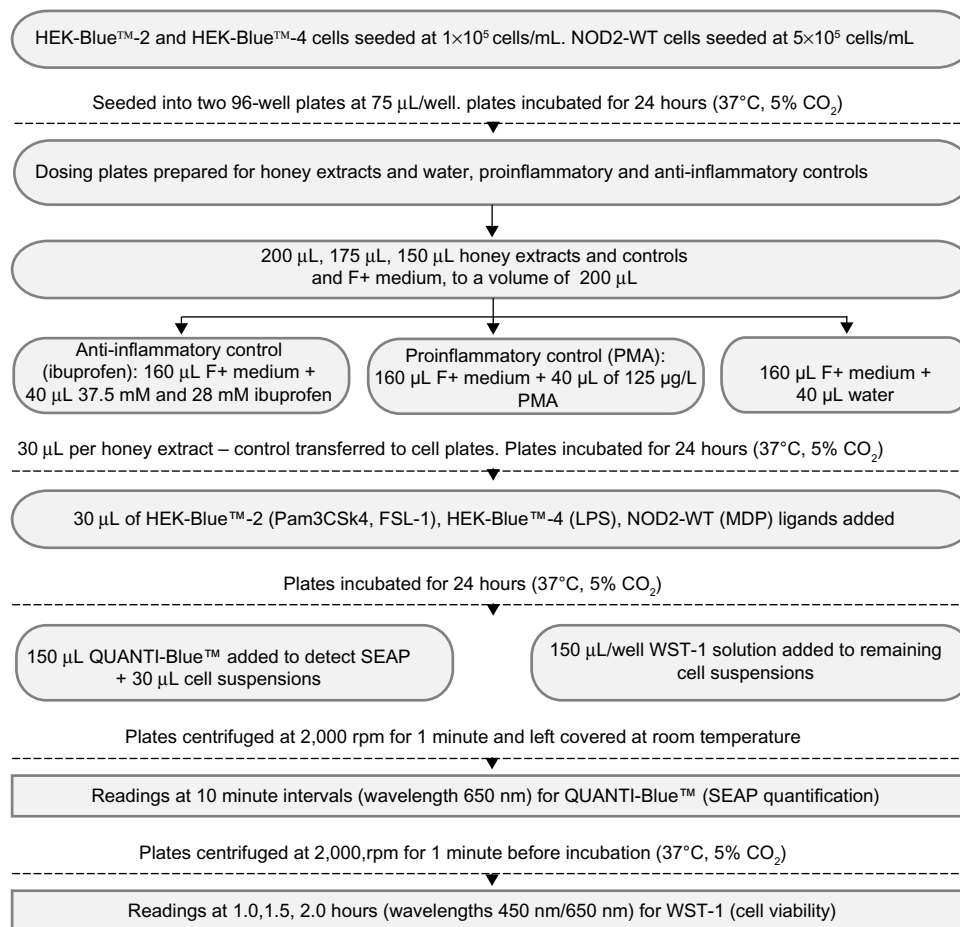 HEK-Blue™-2 and HEK-Blue™-4 cells seeded at 1×10⁵ cells/mL. NOD2-WT cells seeded at 5×10⁵ cells/mL
Seeded into two 96-well plates at 75 µL/well. plates incubated for 24 hours (37°C, 5% CO₂)
Dosing plates prepared for honey extracts and water, proinflammatory and anti-inflammatory controls
200 µL, 175 µL, 150 µL honey extracts and controls
and F+ medium, to a volume of 200 µL
Anti-inflammatory control
(ibuprofen): 160 µL F+ medium +
40 µL 37.5 mM and 28 mM ibuprofen
Proinflammatory control (PMA):
160 µL F+ medium + 40 µL of 125 µg/L
PMA
160 µL F+ medium +
40 µL water
30 µL per honey extract – control transferred to cell plates. Plates incubated for 24 hours (37°C, 5% CO₂)
30 µL of HEK-Blue™-2 (Pam3CSk4, FSL-1), HEK-Blue™-4 (LPS), NOD2-WT (MDP) ligands added
Plates incubated for 24 hours (37°C, 5% CO₂)
150 µL QUANTI-Blue™ added to detect SEAP
+ 30 µL cell suspensions
150 µL/well WST-1 solution added to remaining
cell suspensions
Plates centrifuged at 2,000 rpm for 1 minute and left covered at room temperature
Readings at 10 minute intervals (wavelength 650 nm) for QUANTI-Blue™ (SEAP quantification)
Plates centrifuged at 2,000,rpm for 1 minute before incubation (37°C, 5% CO₂)
Readings at 1.0,1.5, 2.0 hours (wavelengths 450 nm/650 nm) for WST-1 (cell viability)